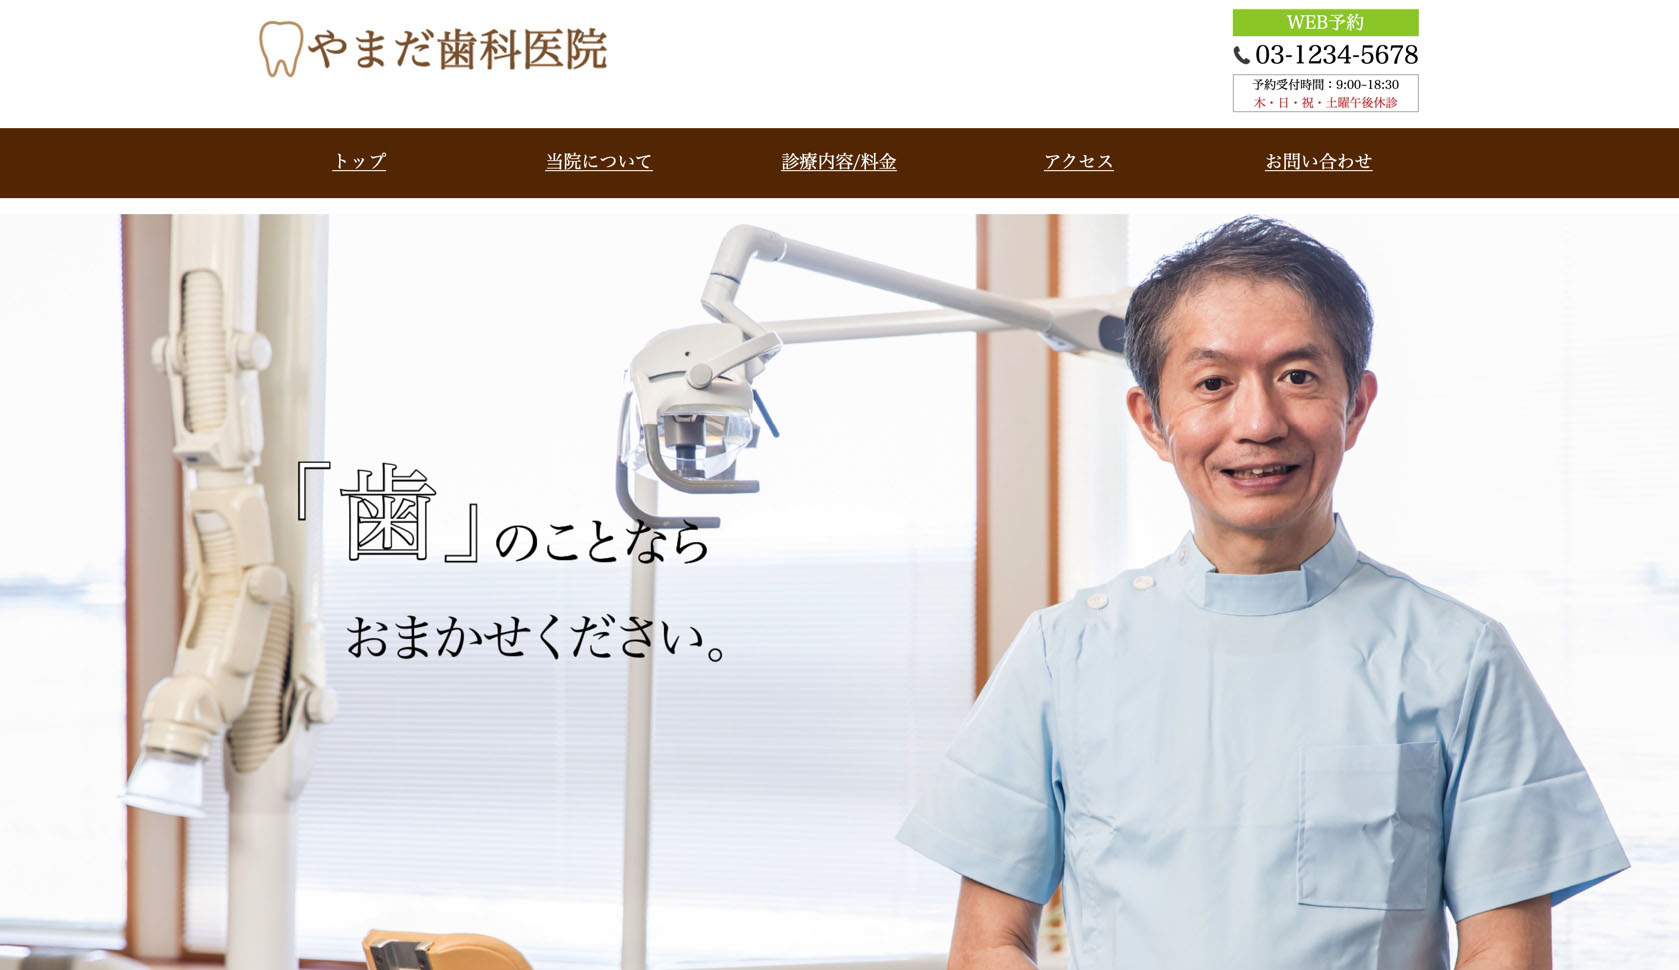 やまだ歯科医院
WEB予約
03-1234-5678
予約受付時間：9:00-18:30
木・日・祝・土曜午後休診
トップ
当院について
診療内容/料金
アクセス
お問い合わせ
「歯」のことなら
おまかせください。